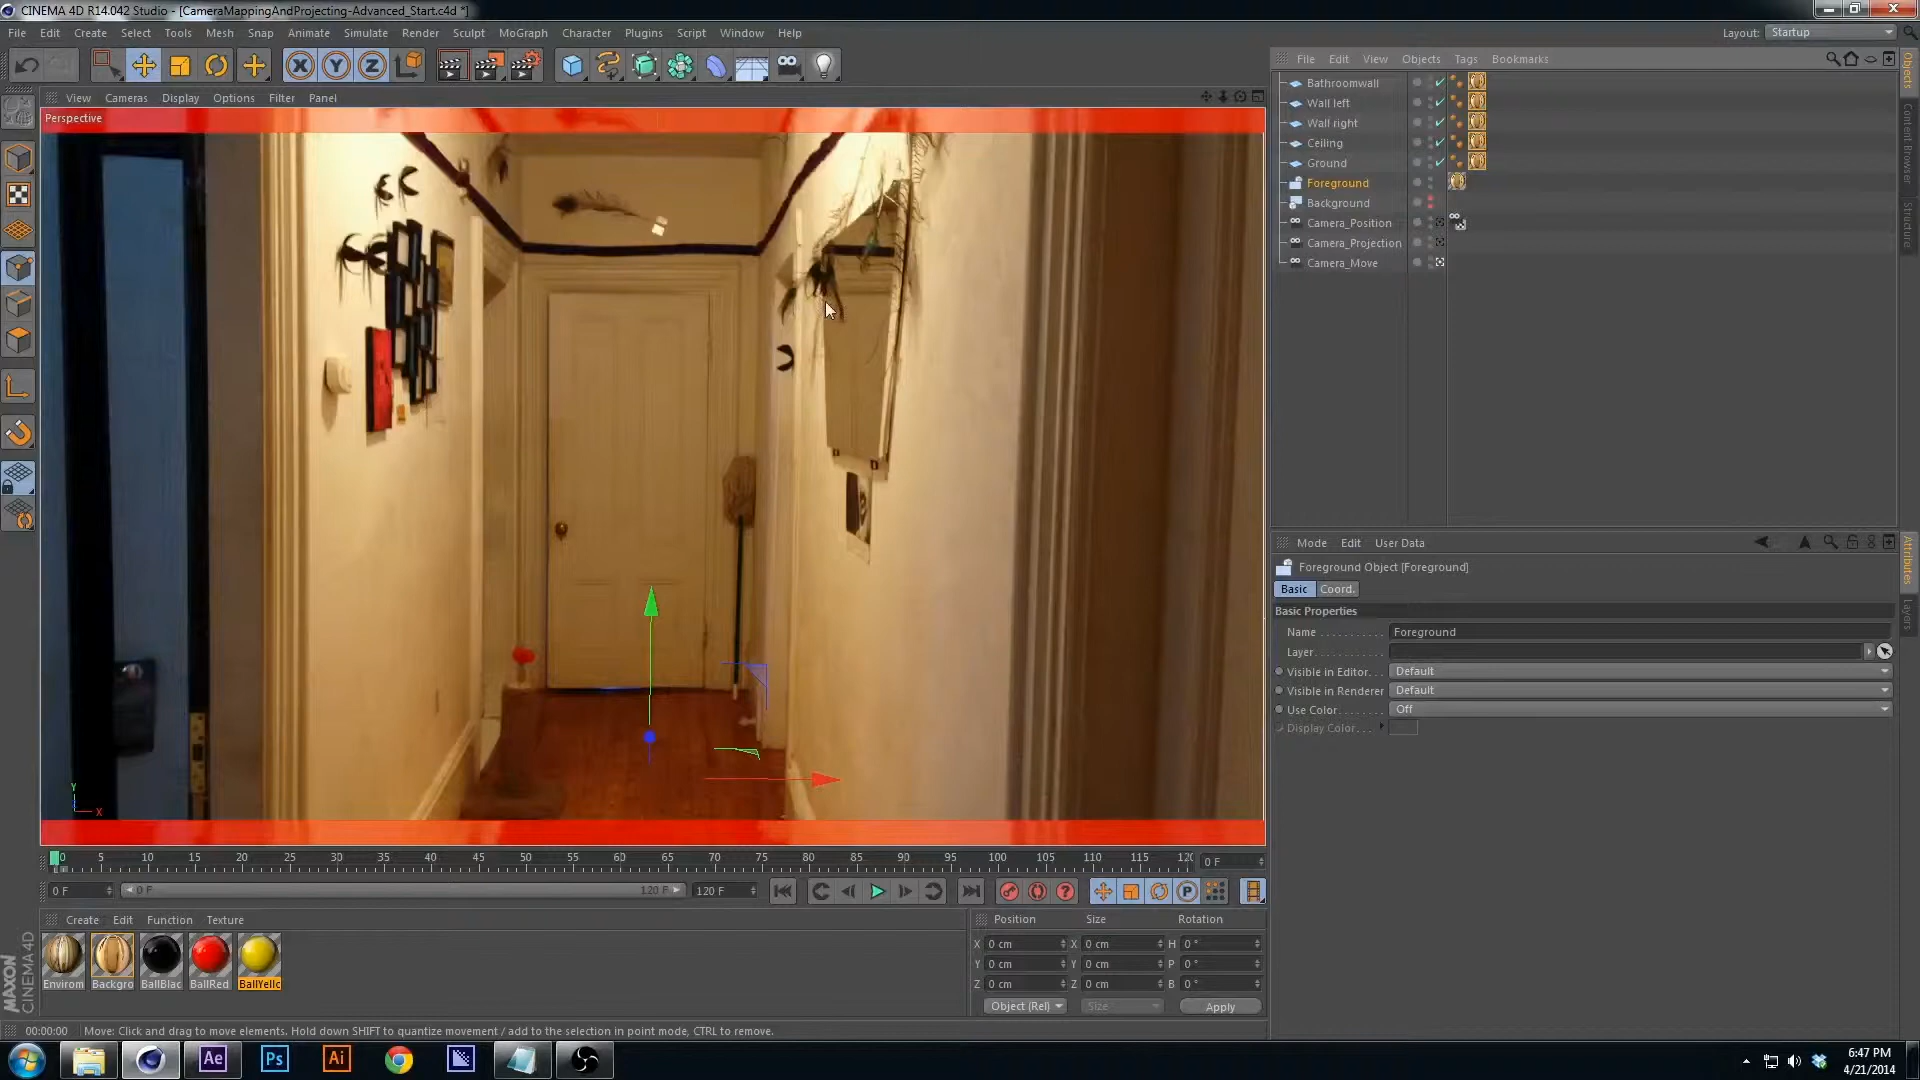 CINEMA 4D R14.042 Studio - [CameraMappingAndProjecting-Advanced_Start.c4d *]
File Edit Create Select Tools Mesh Snap Animate Simulate Render Sculpt MoGraph Character Plugins Script Window Help
Layout: Startup
View Cameras Display Options Filter Panel
Perspective
File Edit View Objects Tags Bookmarks
Bathroomwall
Wall left
Wall right
Ceiling
Ground
Foreground
Background
Camera_Position
Camera_Projection
Camera_Move
Objects
Content Browser
Structure
Mode Edit User Data
Foreground Object [Foreground]
Basic Coord.
Basic Properties
Name Foreground
Layer
Visible in Editor Default
Visible in Renderer Default
Use Color Off
Display Color
Attributes
Layers
Y
X
0 5 10 15 20 25 30 35 40 45 50 55 60 65 70 75 80 85 90 95 100 105 110 115 120
0 F
0 F 0 F 120 F 120 F
Create Edit Function Texture
Environ Backgro BallBlac BallRed BallYellc
Position Size Rotation
X 0 cm X 0 cm H 0 °
Y 0 cm Y 0 cm P 0 °
Z 0 cm Z 0 cm B 0 °
Object (Rel) Size Apply
MAXON CINEMA 4D
00:00:00 Move: Click and drag to move elements. Hold down SHIFT to quantize movement / add to the selection in point mode, CTRL to remove.
Ae Ps Ai
6:47 PM
4/21/2014